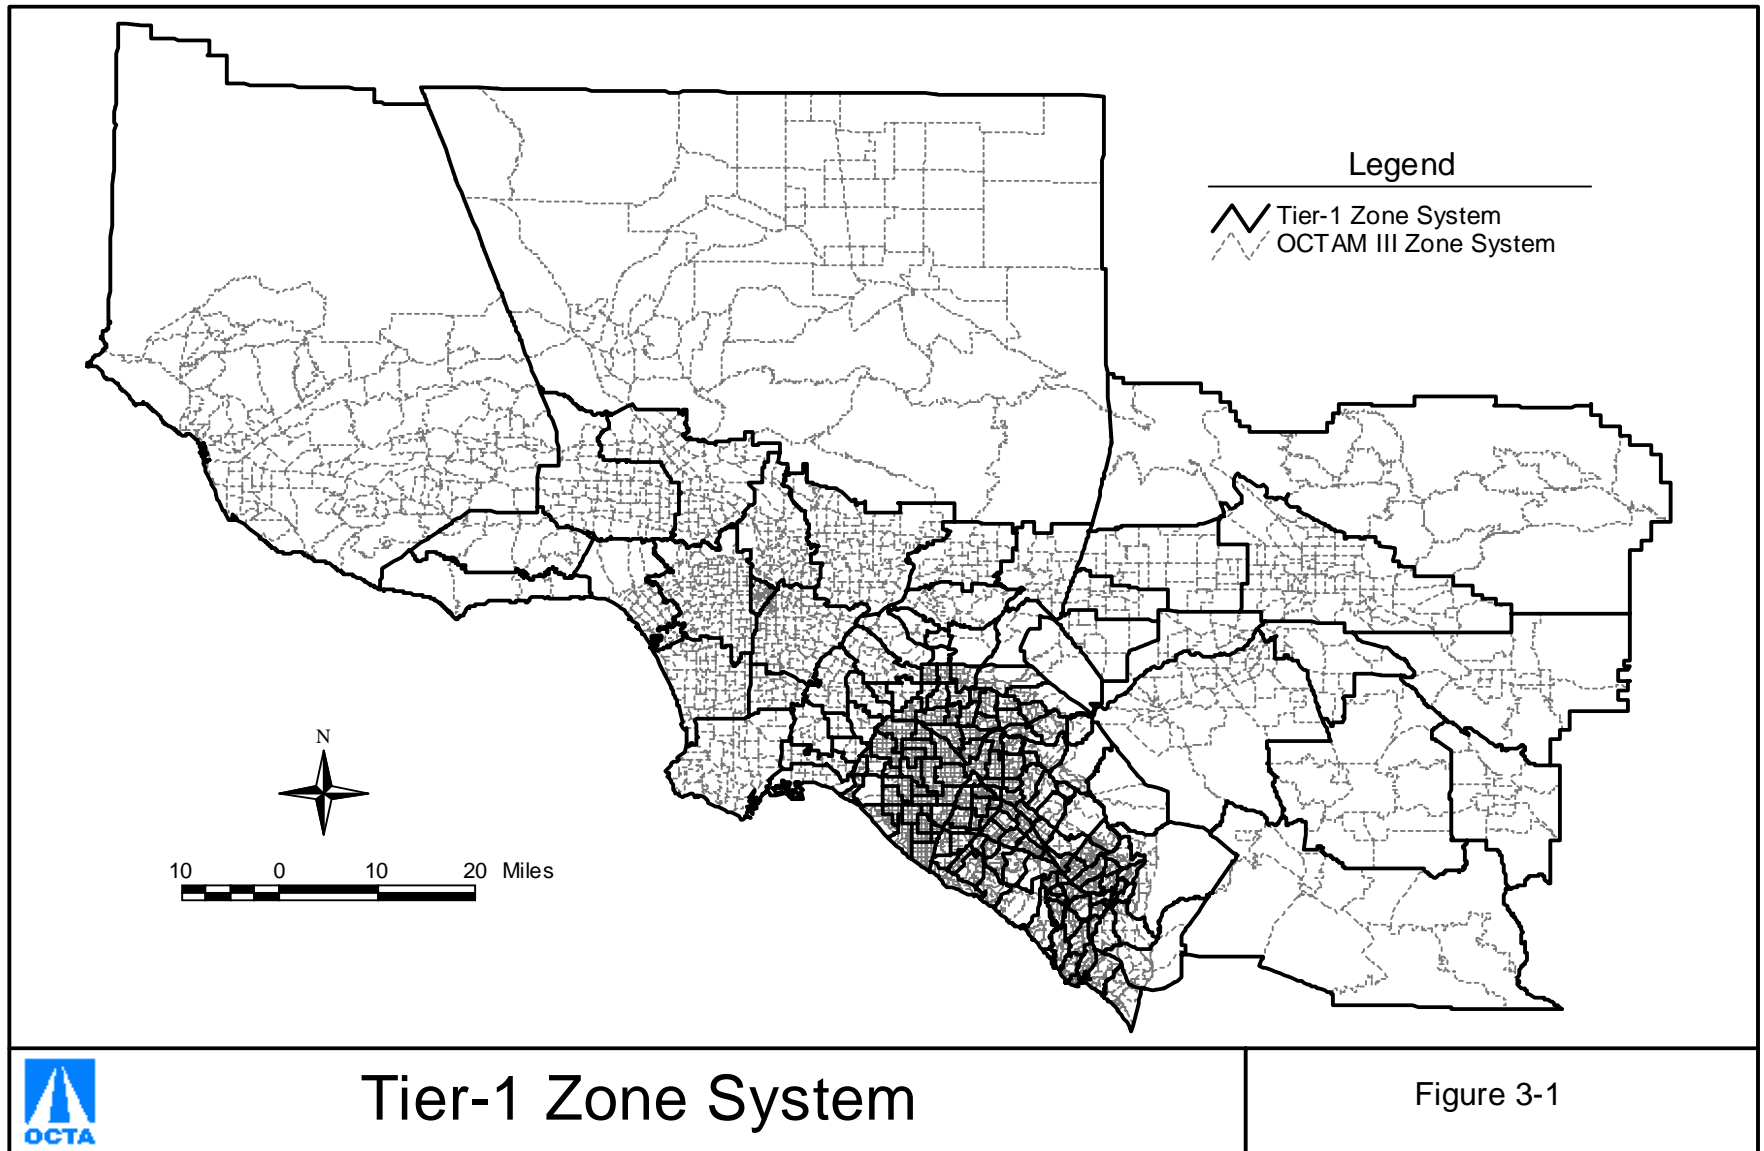 Legend
Tier-1 Zone System
OCTAM III Zone System
N
10 0 10 20 Miles
OCTA
Tier-1 Zone System
Figure 3-1